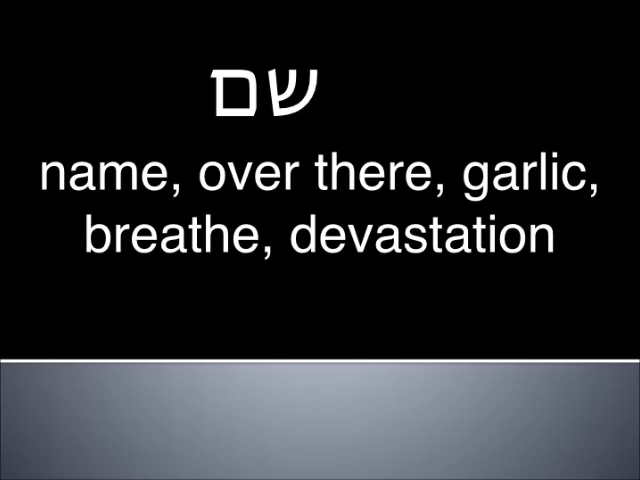 שם
name, over there, garlic,
breathe, devastation